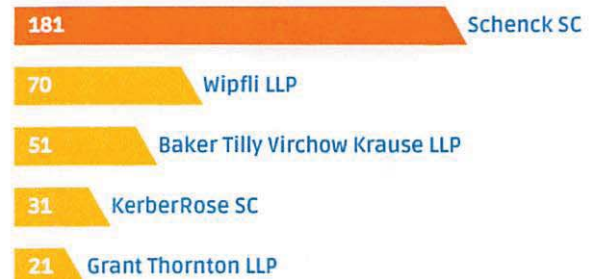 181 Schenck SC
70 Wipfli LLP
51 Baker Tilly Virchow Krause LLP
31 KerberRose SC
21 Grant Thornton LLP